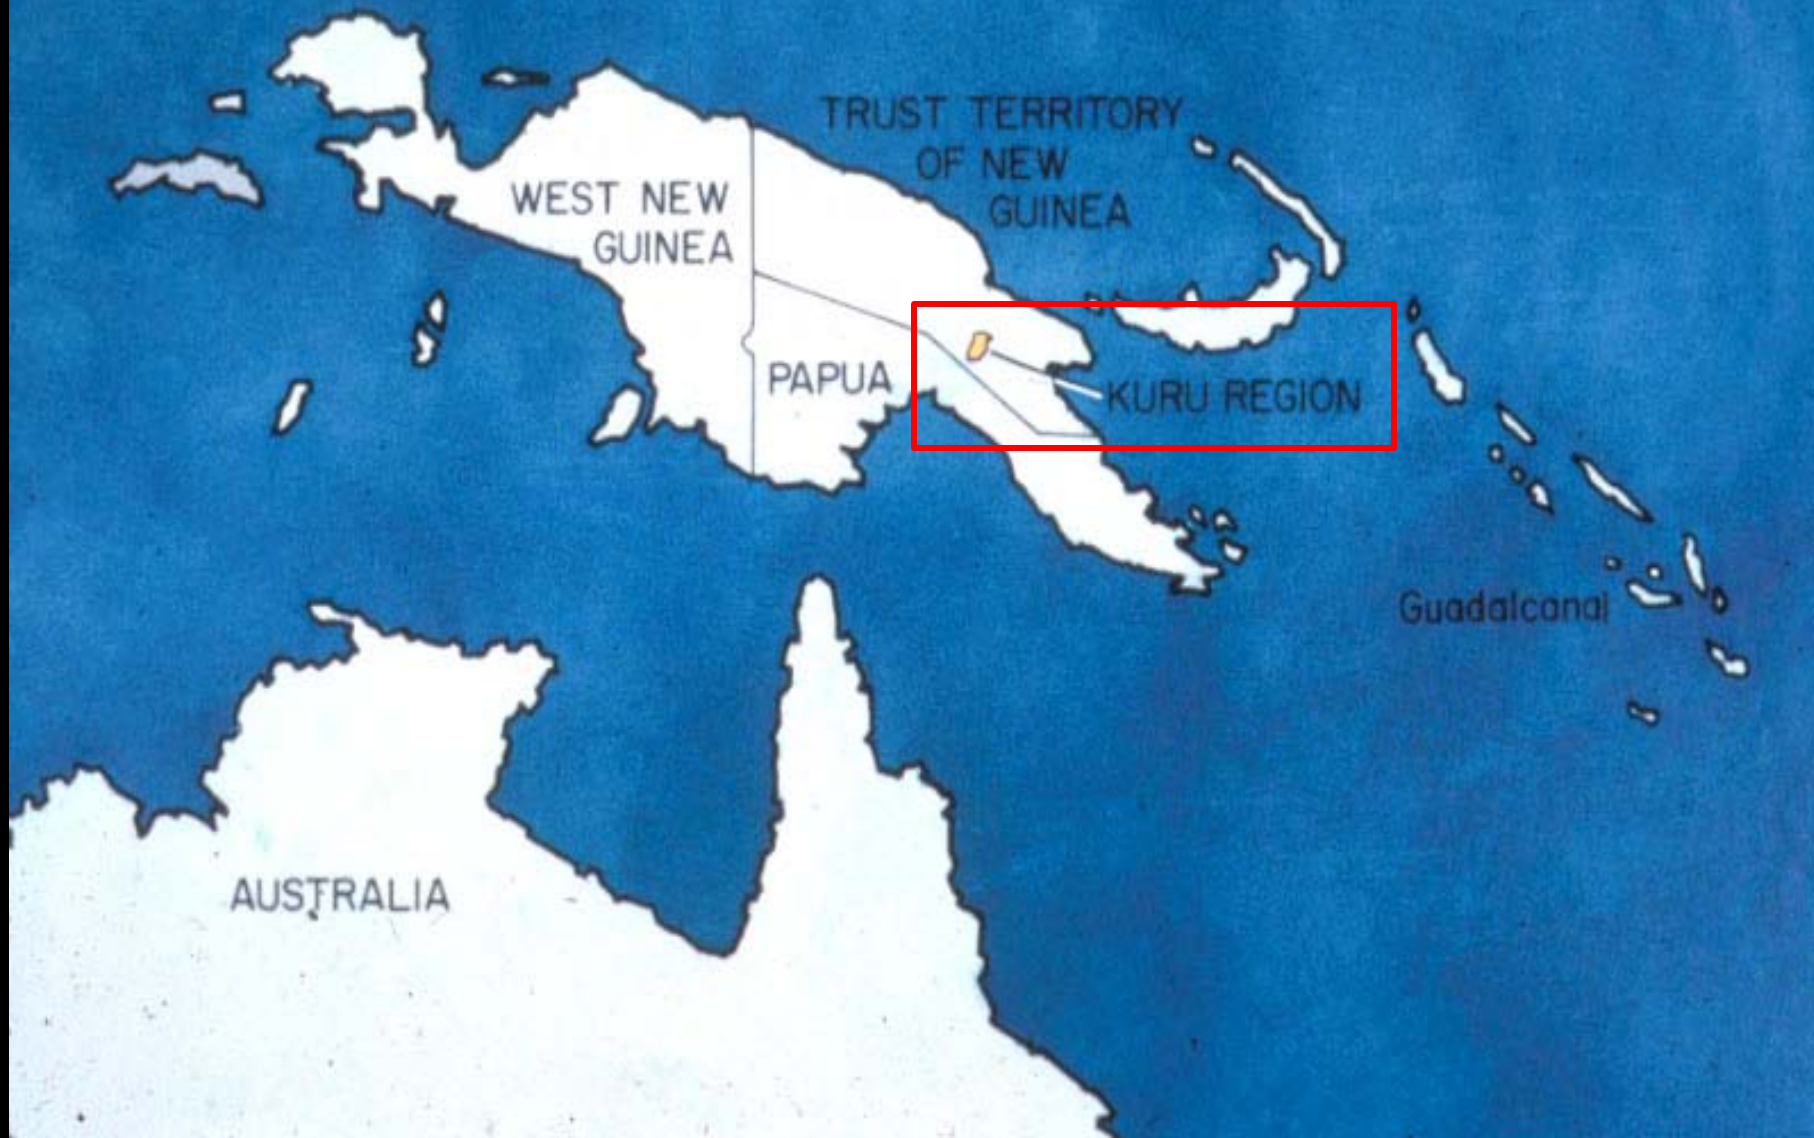 TRUST TERRITORY
OF NEW
GUINEA
WEST NEW
GUINEA
PAPUA
KURU REGION
Guadalcanal
AUSTRALIA